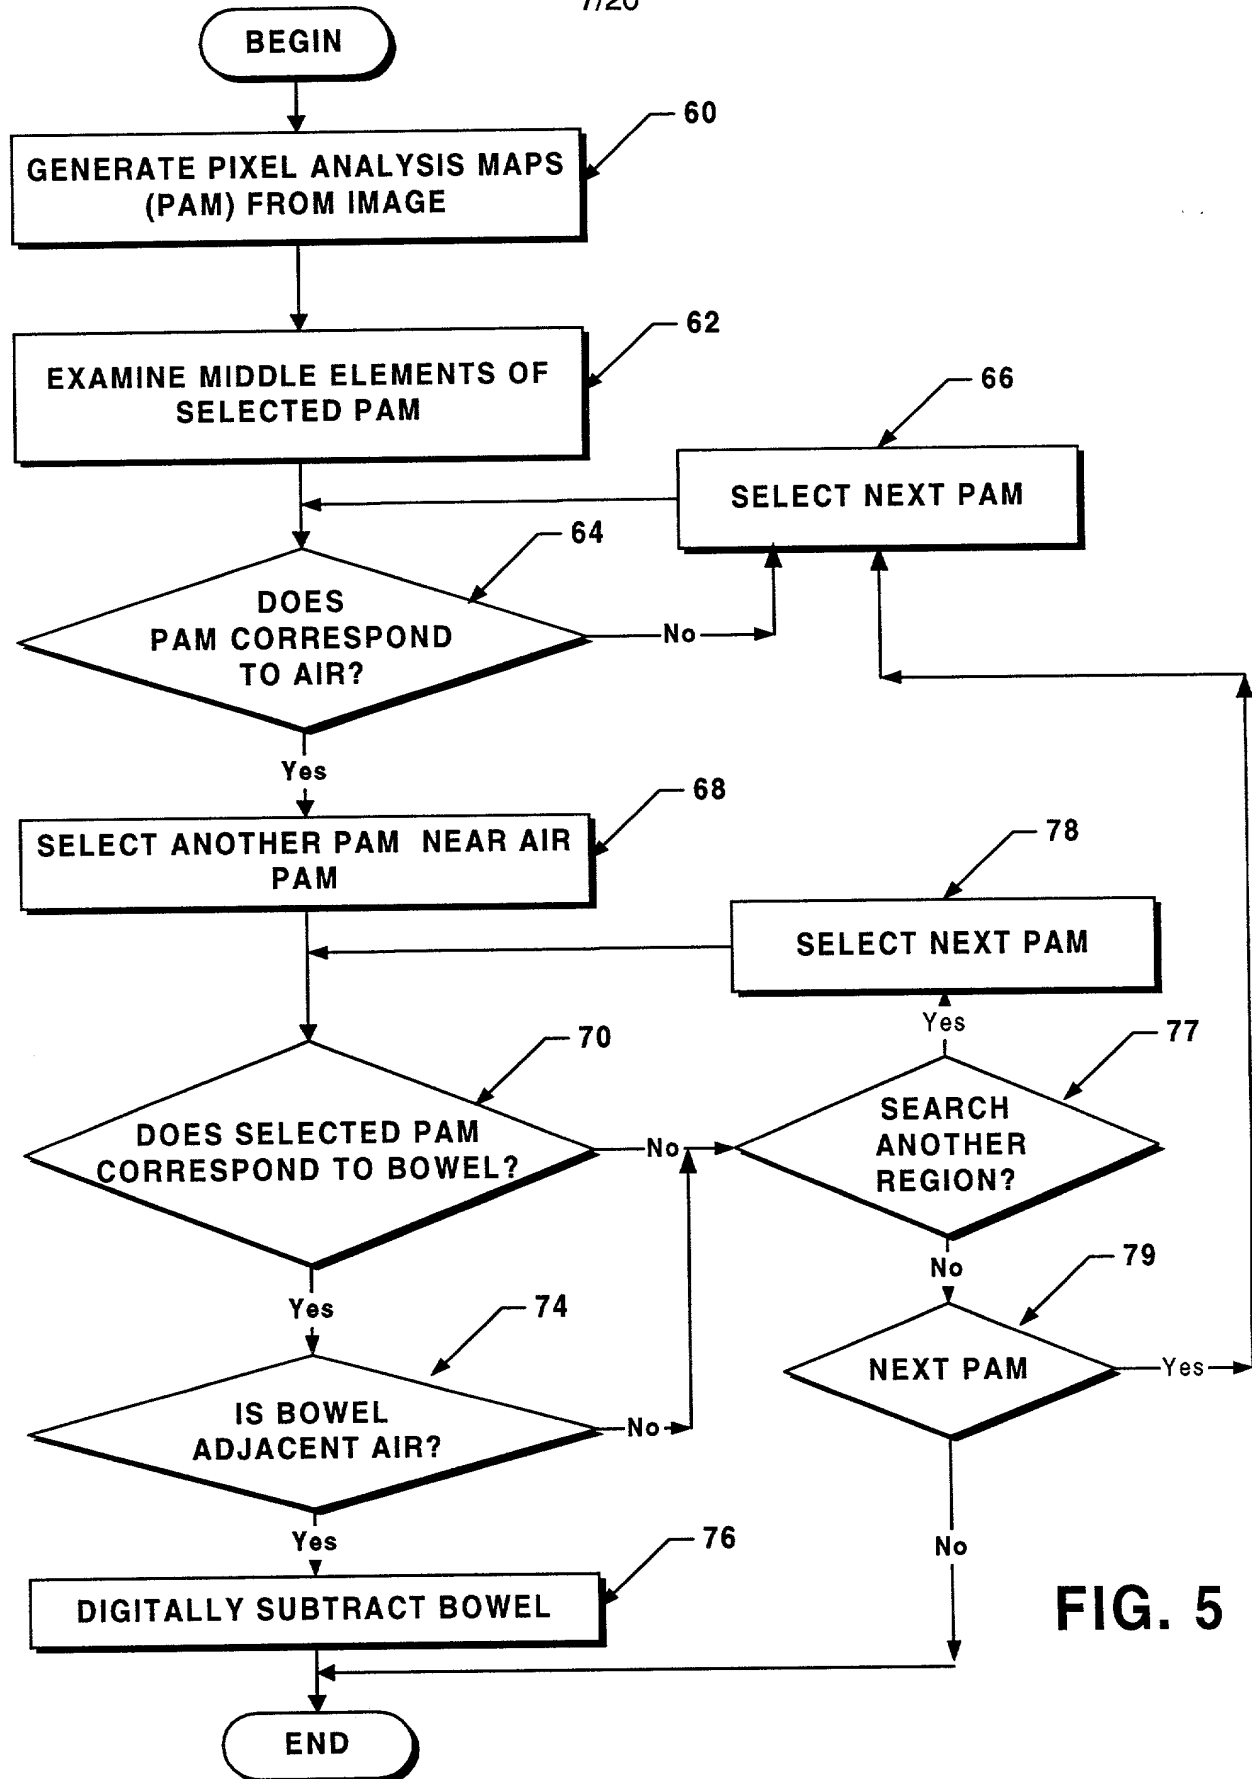 7/20
BEGIN
60
GENERATE PIXEL ANALYSIS MAPS
(PAM) FROM IMAGE
62
EXAMINE MIDDLE ELEMENTS OF
SELECTED PAM
66
SELECT NEXT PAM
64
DOES
PAM CORRESPOND
TO AIR?
No
Yes
68
SELECT ANOTHER PAM NEAR AIR
PAM
78
SELECT NEXT PAM
Yes
70
DOES SELECTED PAM
CORRESPOND TO BOWEL?
No
77
SEARCH
ANOTHER
REGION?
No
Yes
74
IS BOWEL
ADJACENT AIR?
No
79
NEXT PAM
Yes
No
Yes
76
DIGITALLY SUBTRACT BOWEL
END
FIG. 5